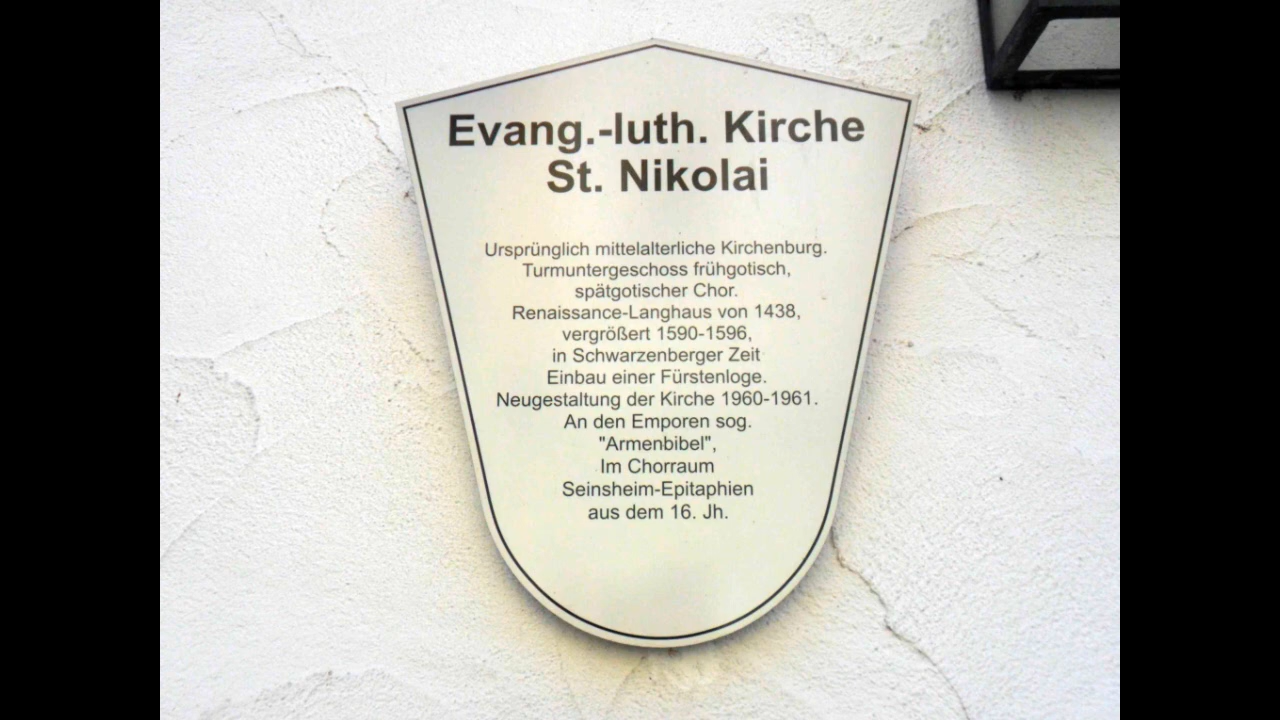 Evang.-luth. Kirche
St. Nikolai
Ursprünglich mittelalterliche Kirchenburg.
Turmuntergeschoss frühgotisch,
spätgotischer Chor.
Renaissance-Langhaus von 1438,
vergrößert 1590-1596,
in Schwarzenberger Zeit
Einbau einer Fürstenloge.
Neugestaltung der Kirche 1960-1961.
An den Emporen sog.
"Armenbibel",
Im Chorraum
Seinsheim-Epitaphien
aus dem 16. Jh.